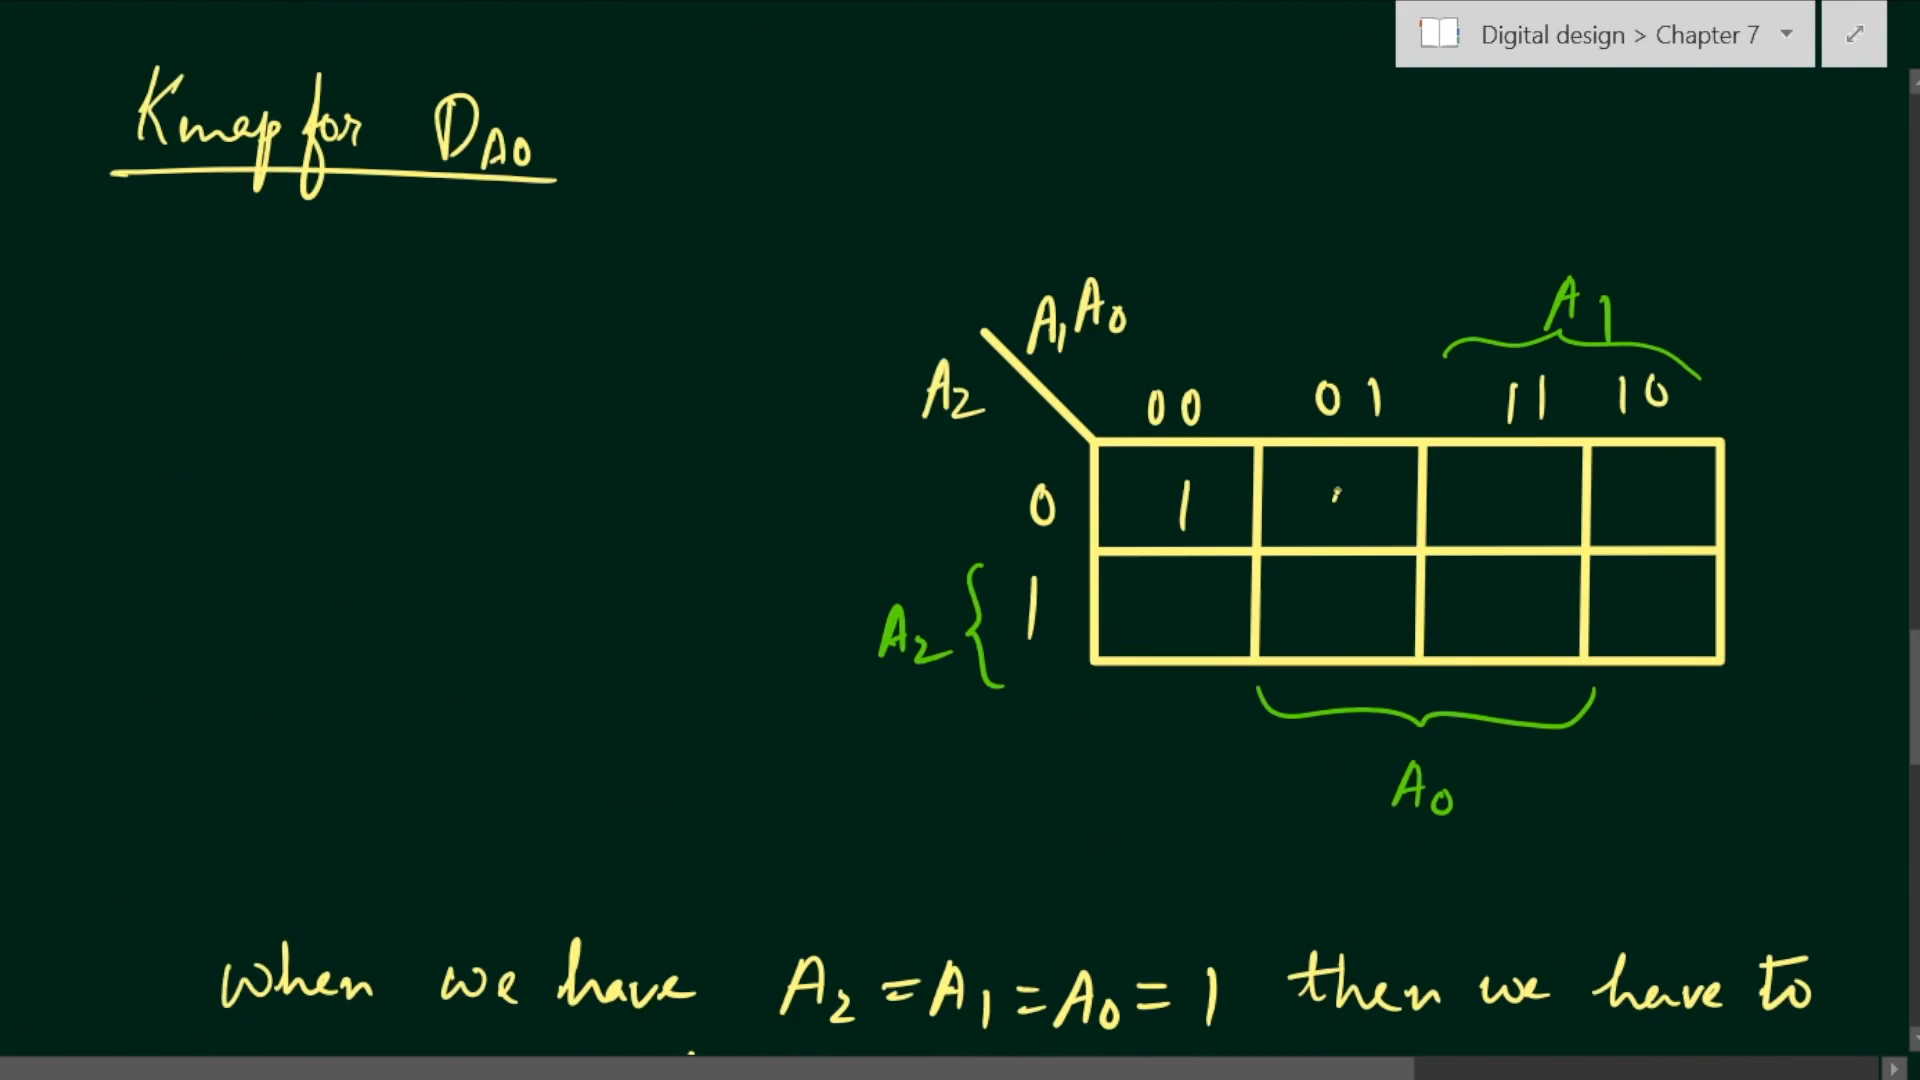 Digital design > Chapter 7
Kmap for DA0
A1A0
A1
A2
00 01 11 10
0 1
A2 { 1
A0
when we have A2 = A1 = A0 = 1 then we have to